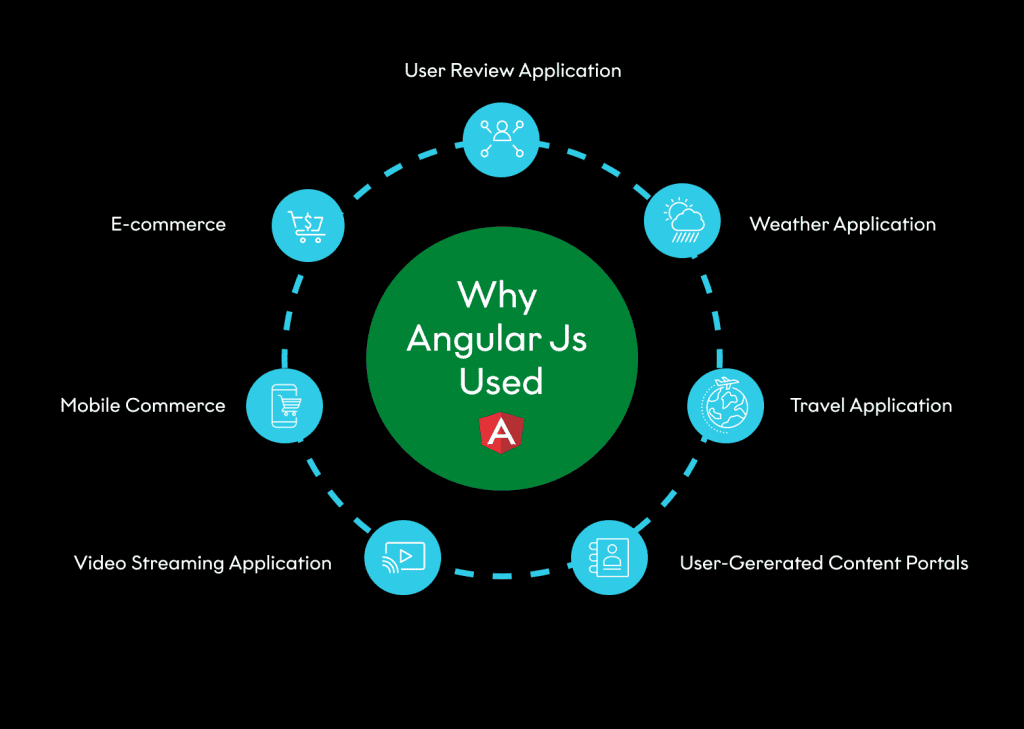 User Review Application
E-commerce
Weather Application
Why
Angular Js
Used
Mobile Commerce
Travel Application
Video Streaming Application
User-Gererated Content Portals